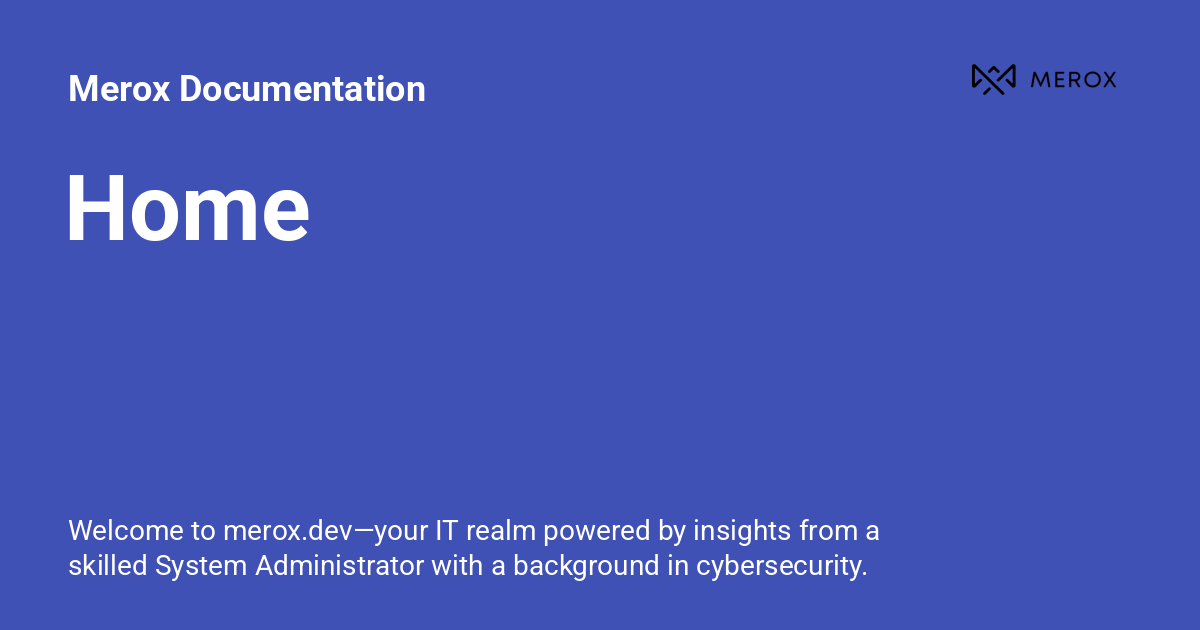 Merox Documentation
MEROX
Home
Welcome to merox.dev—your IT realm powered by insights from a
skilled System Administrator with a background in cybersecurity.